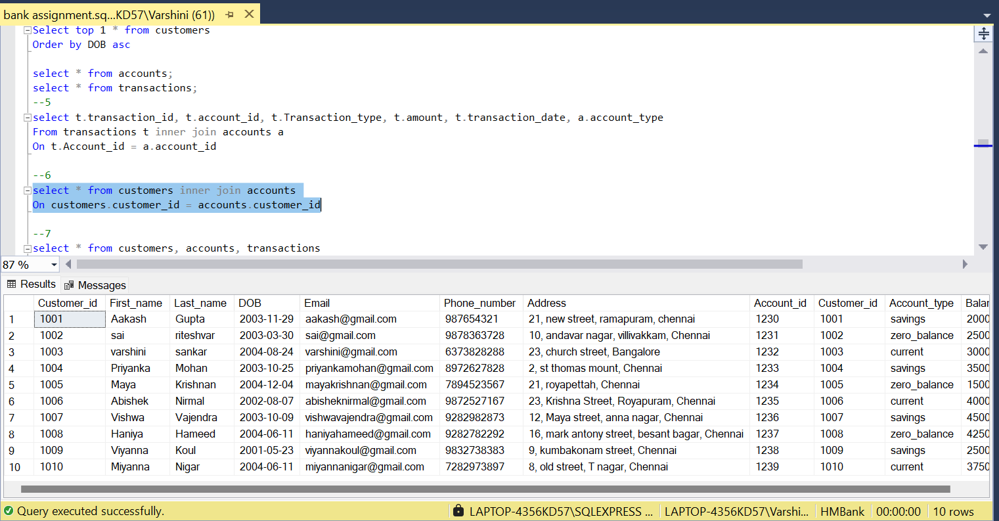 bank assignment.sq...KD57\Varshini (61))
Select top 1 * from customers
Order by DOB asc
select * from accounts;
select * from transactions;
--5
select t.transaction_id, t.account_id, t.Transaction_type, t.amount, t.transaction_date, a.account_type
From transactions t inner join accounts a
On t.Account_id = a.account_id
--6
select * from customers inner join accounts
On customers.customer_id = accounts.customer_id
--7
select * from customers, accounts, transactions
87 %
Results Messages
Customer_id First_name Last_name DOB Email Phone_number Address Account_id Customer_id Account_type Balar
1 1001 Aakash Gupta 2003-11-29 aakash@gmail.com 987654321 21, new street, ramapuram, chennai 1230 1001 savings 2000
2 1002 sai riteshvar 2003-03-30 sai@gmail.com 9878363728 10, andavar nagar, villivakkam, Chennai 1231 1002 zero_balance 2500
3 1003 varshini sankar 2004-08-24 varshini@gmail.com 6373828288 23, church street, Bangalore 1232 1003 current 3000
4 1004 Priyanka Mohan 2003-10-25 priyankamohan@gmail.com 8972627828 2, st thomas mount, Chennai 1233 1004 savings 3500
5 1005 Maya Krishnan 2004-12-04 mayakrishnan@gmail.com 7894523567 21, royapettah, Chennai 1234 1005 zero_balance 1500
6 1006 Abishek Nirmal 2002-08-07 abisheknirmal@gmail.com 9872527167 23, Krishna Street, Royapuram, Chennai 1235 1006 current 4000
7 1007 Vishwa Vajendra 2003-10-09 vishwavajendra@gmail.com 9282982873 12, Maya street, anna nagar, Chennai 1236 1007 savings 4500
8 1008 Haniya Hameed 2004-06-11 haniyahameed@gmail.com 9282782292 16, mark antony street, besant bagar, Chennai 1237 1008 zero_balance 4250
9 1009 Viyanna Koul 2001-05-23 viyannakoul@gmail.com 9832738383 9, kumbakonam street, Chennai 1238 1009 savings 2500
10 1010 Miyanna Nigar 2004-06-11 miyannanigar@gmail.com 7282973897 8, old street, T nagar, Chennai 1239 1010 current 3750
Query executed successfully. LAPTOP-4356KD57\SQLEXPRESS ... LAPTOP-4356KD57\Varshi... HMBank 00:00:00 10 rows